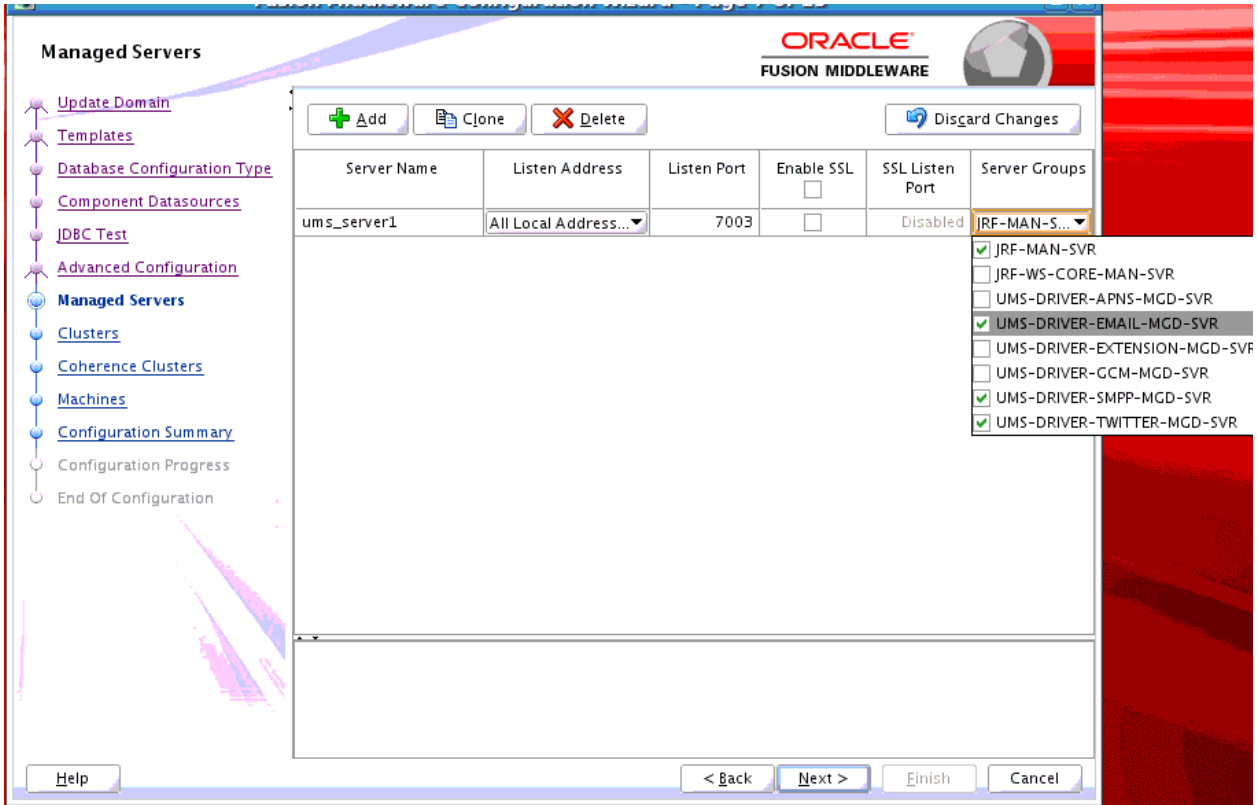 Managed Servers
ORACLE
FUSION MIDDLEWARE
Update Domain
Templates
Database Configuration Type
Component Datasources
JDBC Test
Advanced Configuration
Managed Servers
Clusters
Coherence Clusters
Machines
Configuration Summary
Configuration Progress
End Of Configuration
Add Clone Delete Discard Changes
Server Name Listen Address Listen Port Enable SSL SSL Listen Port Server Groups
ums_server1 All Local Address... 7003 Disabled JRF-MAN-S...
JRF-MAN-SVR
JRF-WS-CORE-MAN-SVR
UMS-DRIVER-APNS-MGD-SVR
UMS-DRIVER-EMAIL-MGD-SVR
UMS-DRIVER-EXTENSION-MGD-SVR
UMS-DRIVER-GCM-MGD-SVR
UMS-DRIVER-SMPP-MGD-SVR
UMS-DRIVER-TWITTER-MGD-SVR
Help < Back Next > Finish Cancel